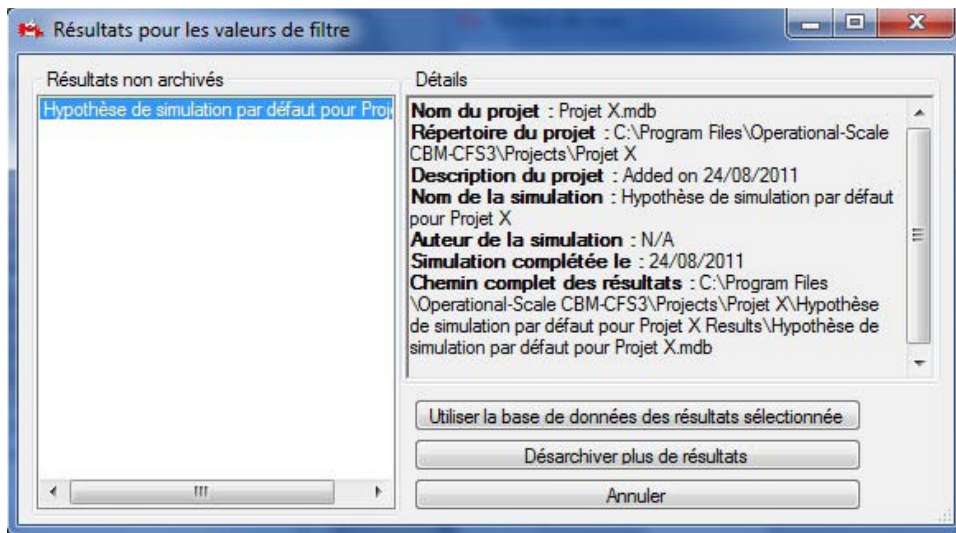 Résultats pour les valeurs de filtre
Résultats non archivés
Hypothèse de simulation par défaut pour Proj
Détails
Nom du projet : Projet X.mdb
Répertoire du projet : C:\Program Files\Operational-Scale
CBM-CFS3\Projects\Projet X
Description du projet : Added on 24/08/2011
Nom de la simulation : Hypothèse de simulation par défaut
pour Projet X
Auteur de la simulation : N/A
Simulation complétée le : 24/08/2011
Chemin complet des résultats : C:\Program Files
\Operational-Scale CBM-CFS3\Projects\Projet X\Hypothèse
de simulation par défaut pour Projet X Results\Hypothèse de
simulation par défaut pour Projet X.mdb
Utiliser la base de données des résultats sélectionnée
Désarchiver plus de résultats
Annuler